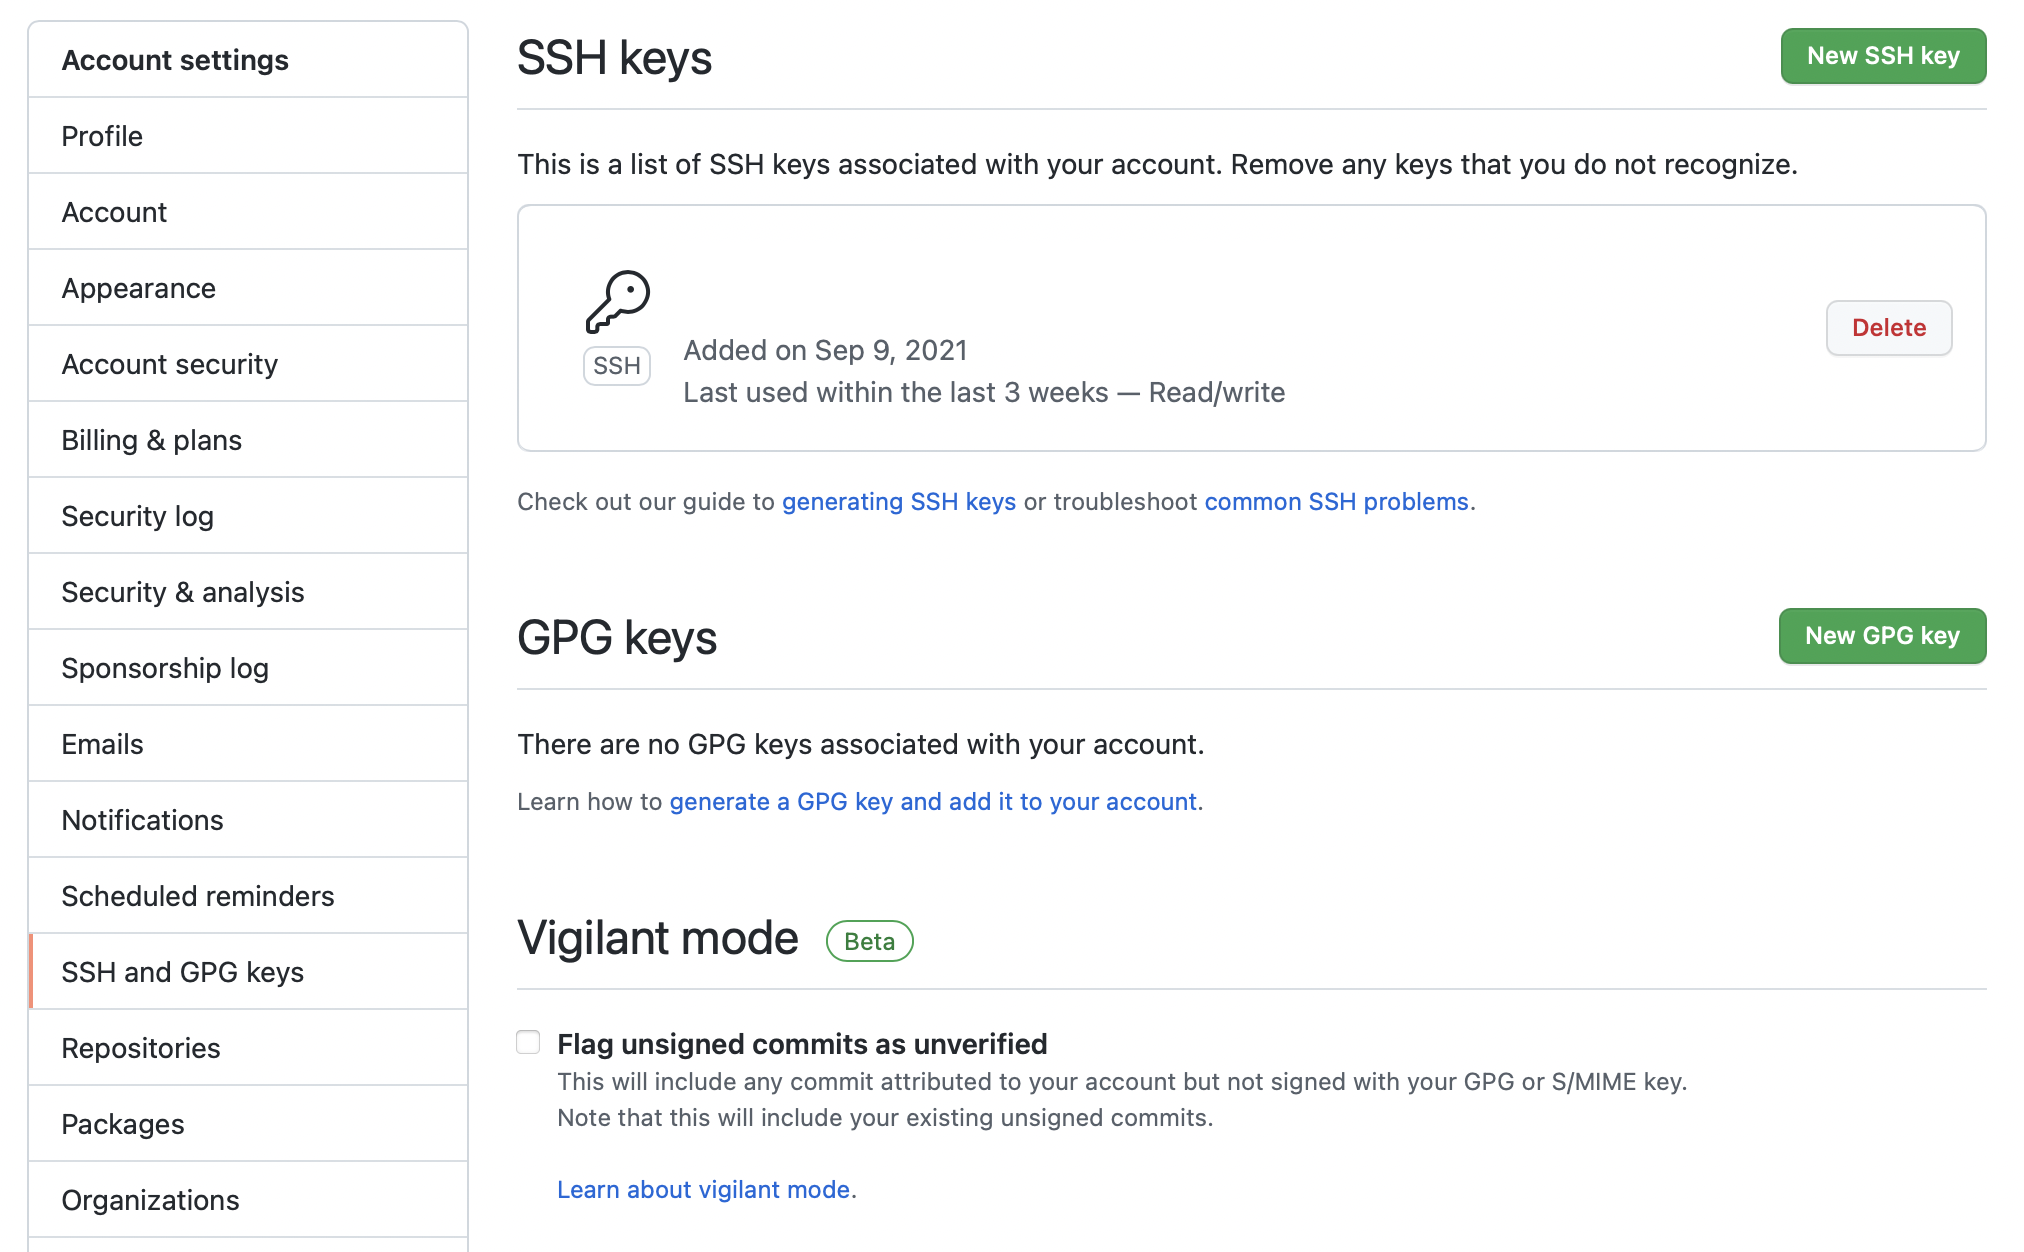 Account settings
Profile
Account
Appearance
Account security
Billing & plans
Security log
Security & analysis
Sponsorship log
Emails
Notifications
Scheduled reminders
SSH and GPG keys
Repositories
Packages
Organizations
SSH keys
New SSH key
This is a list of SSH keys associated with your account. Remove any keys that you do not recognize.
SSH
Added on Sep 9, 2021
Last used within the last 3 weeks — Read/write
Delete
Check out our guide to generating SSH keys or troubleshoot common SSH problems.
GPG keys
New GPG key
There are no GPG keys associated with your account.
Learn how to generate a GPG key and add it to your account.
Vigilant mode Beta
Flag unsigned commits as unverified
This will include any commit attributed to your account but not signed with your GPG or S/MIME key.
Note that this will include your existing unsigned commits.
Learn about vigilant mode.